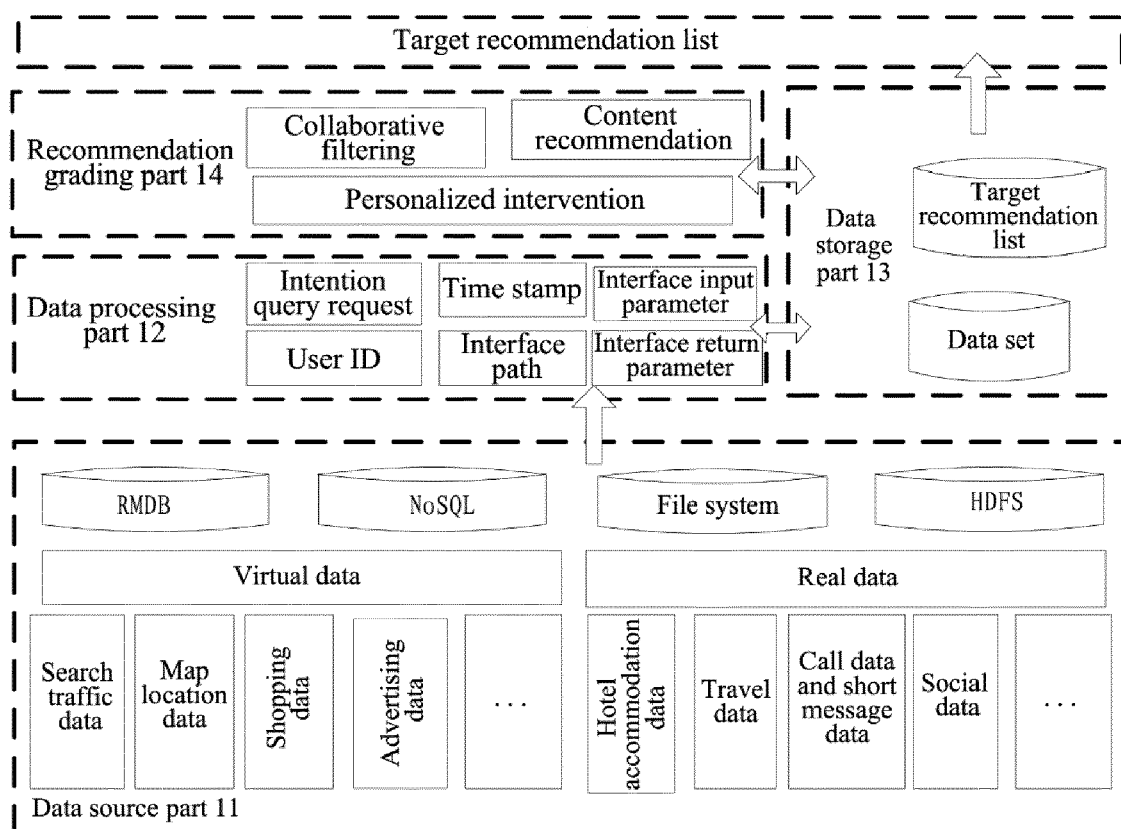 Target recommendation list
Recommendation
grading part 14
Collaborative
filtering
Content
recommendation
Personalized intervention
Data processing
part 12
Intention
query request
Time stamp
Interface input
parameter
User ID
Interface
path
Interface return
parameter
Data
storage
part 13
Target
recommendation
list
Data set
RMDB
NoSQL
File system
HDFS
Virtual data
Real data
Search
traffic
data
Map
location
data
Shopping
data
Advertising
data
...
Hotel
accommodation
data
Travel
data
Call data
and short
message
data
Social
data
...
Data source part 11